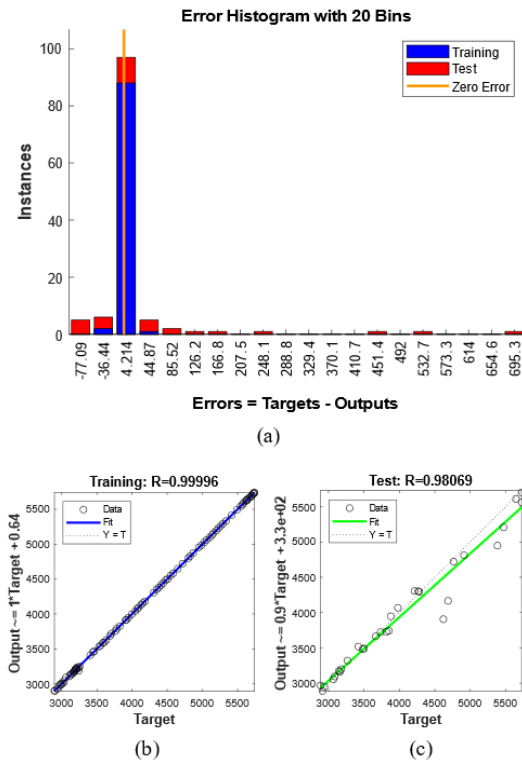 Error Histogram with 20 Bins
Training
Test
Zero Error
Instances
100
80
60
40
20
0
-77.09
-36.44
4.214
44.87
85.52
126.2
166.8
207.5
248.1
288.8
329.4
370.1
410.7
451.4
492
532.7
573.3
614
654.6
695.3
Errors = Targets - Outputs
(a)
Training: R=0.99996
Data
Fit
Y = T
Output ~= 1*Target + 0.64
5500
5000
4500
4000
3500
3000
3000 3500 4000 4500 5000 5500
Target
(b)
Test: R=0.98069
Data
Fit
Y = T
Output ~= 0.9*Target + 3.3e+02
5500
5000
4500
4000
3500
3000
3000 3500 4000 4500 5000 5500
Target
(c)